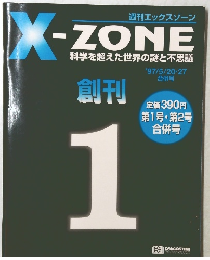 週刊エックスゾーン
X-ZONE
科学を超えた世界の謎と不思議
'97/5/20・27
創刊
定価390円
第1号・第2号
合併号
1
DeAGOSTINI